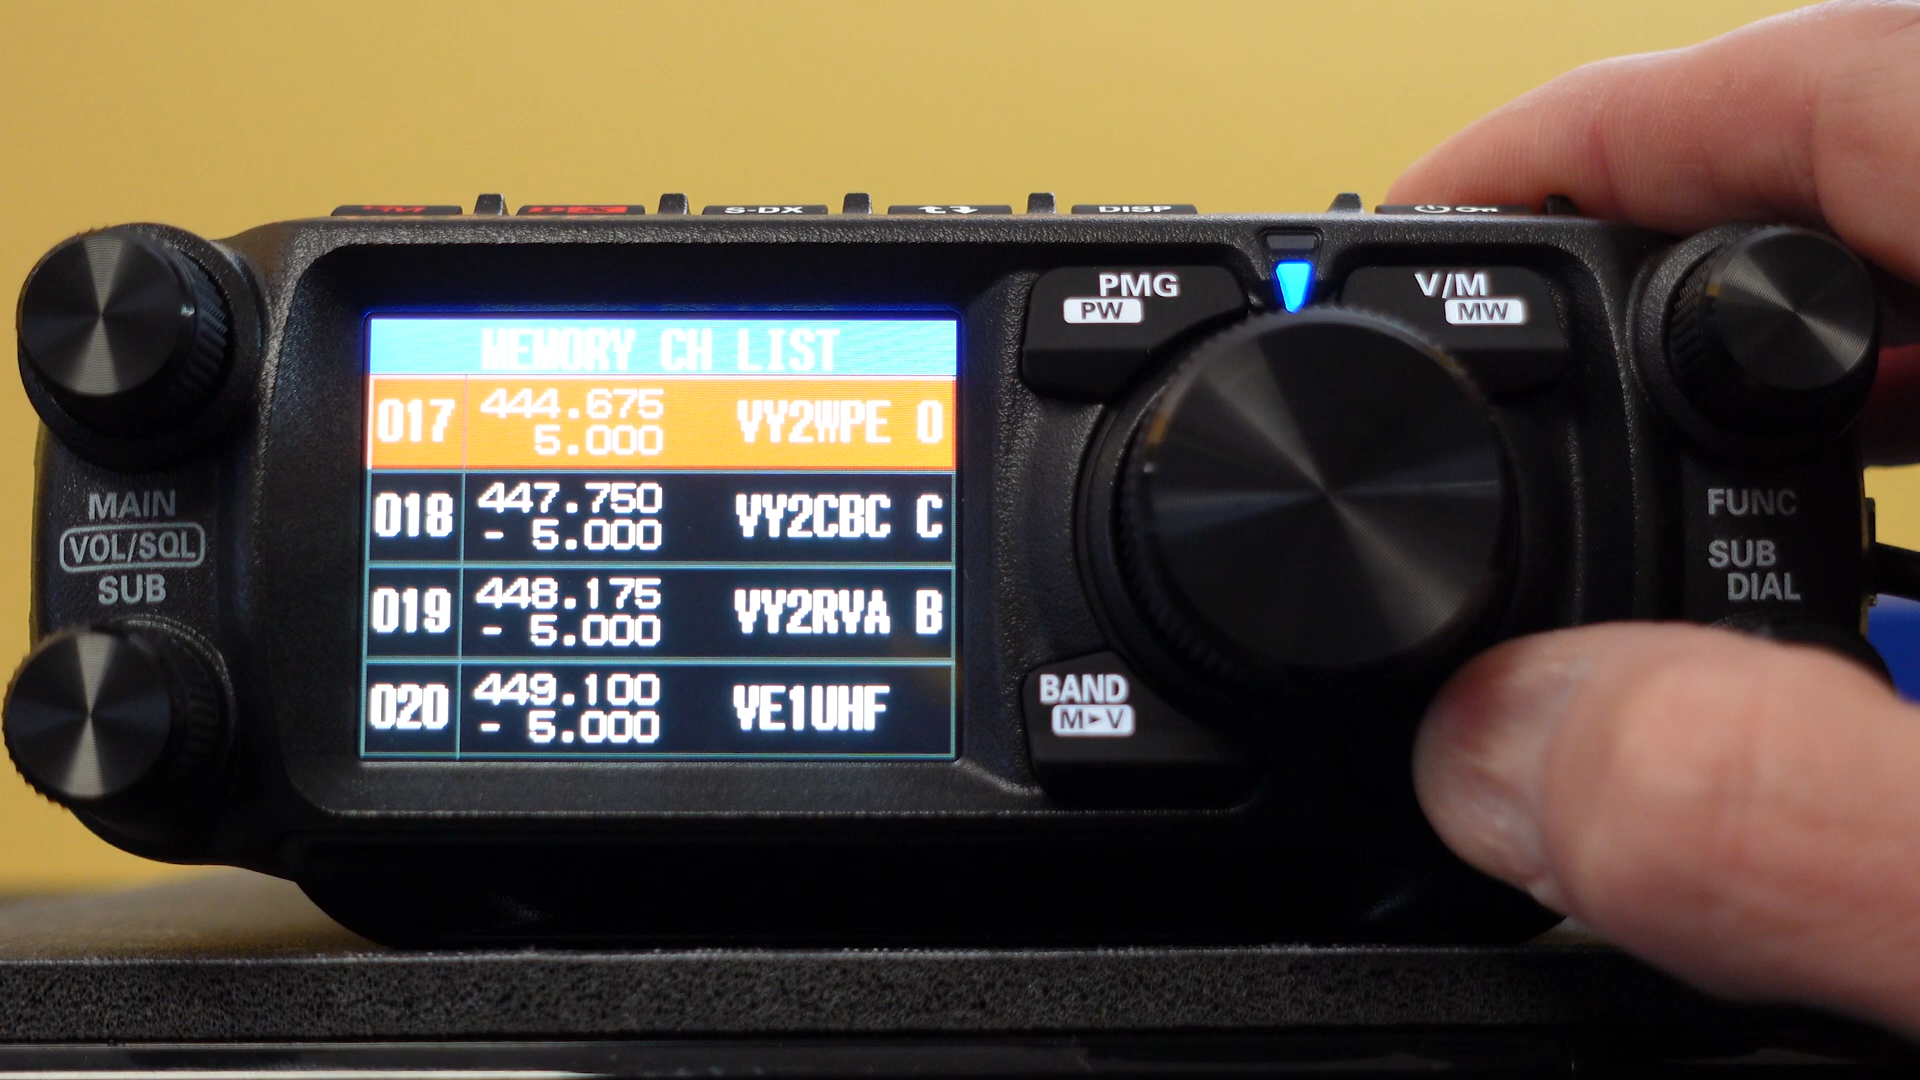 S-DX
DISP
PMG
PW
V/M
MW
MEMORY CH LIST
017 444.675 VY2WPE O
5.000
018 447.750 VY2CBC C
- 5.000
019 448.175 VY2RVA B
- 5.000
020 449.100 VE1UHF
- 5.000
MAIN
VOL/SQL
SUB
FUNC
SUB
DIAL
BAND
M►V